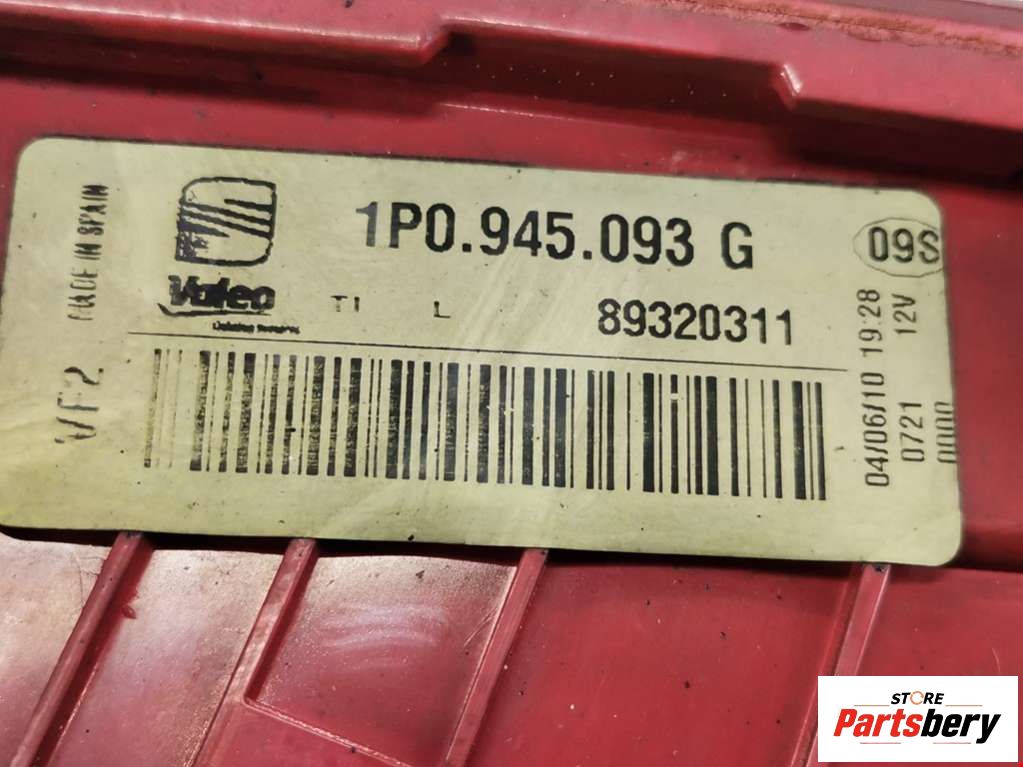 MADE IN SPAIN
VF2
1P0.945.093 G
09S
Valeo
TI L 89320311
04/06/10 19:28
0721 12V
0000
STORE
Partsbery